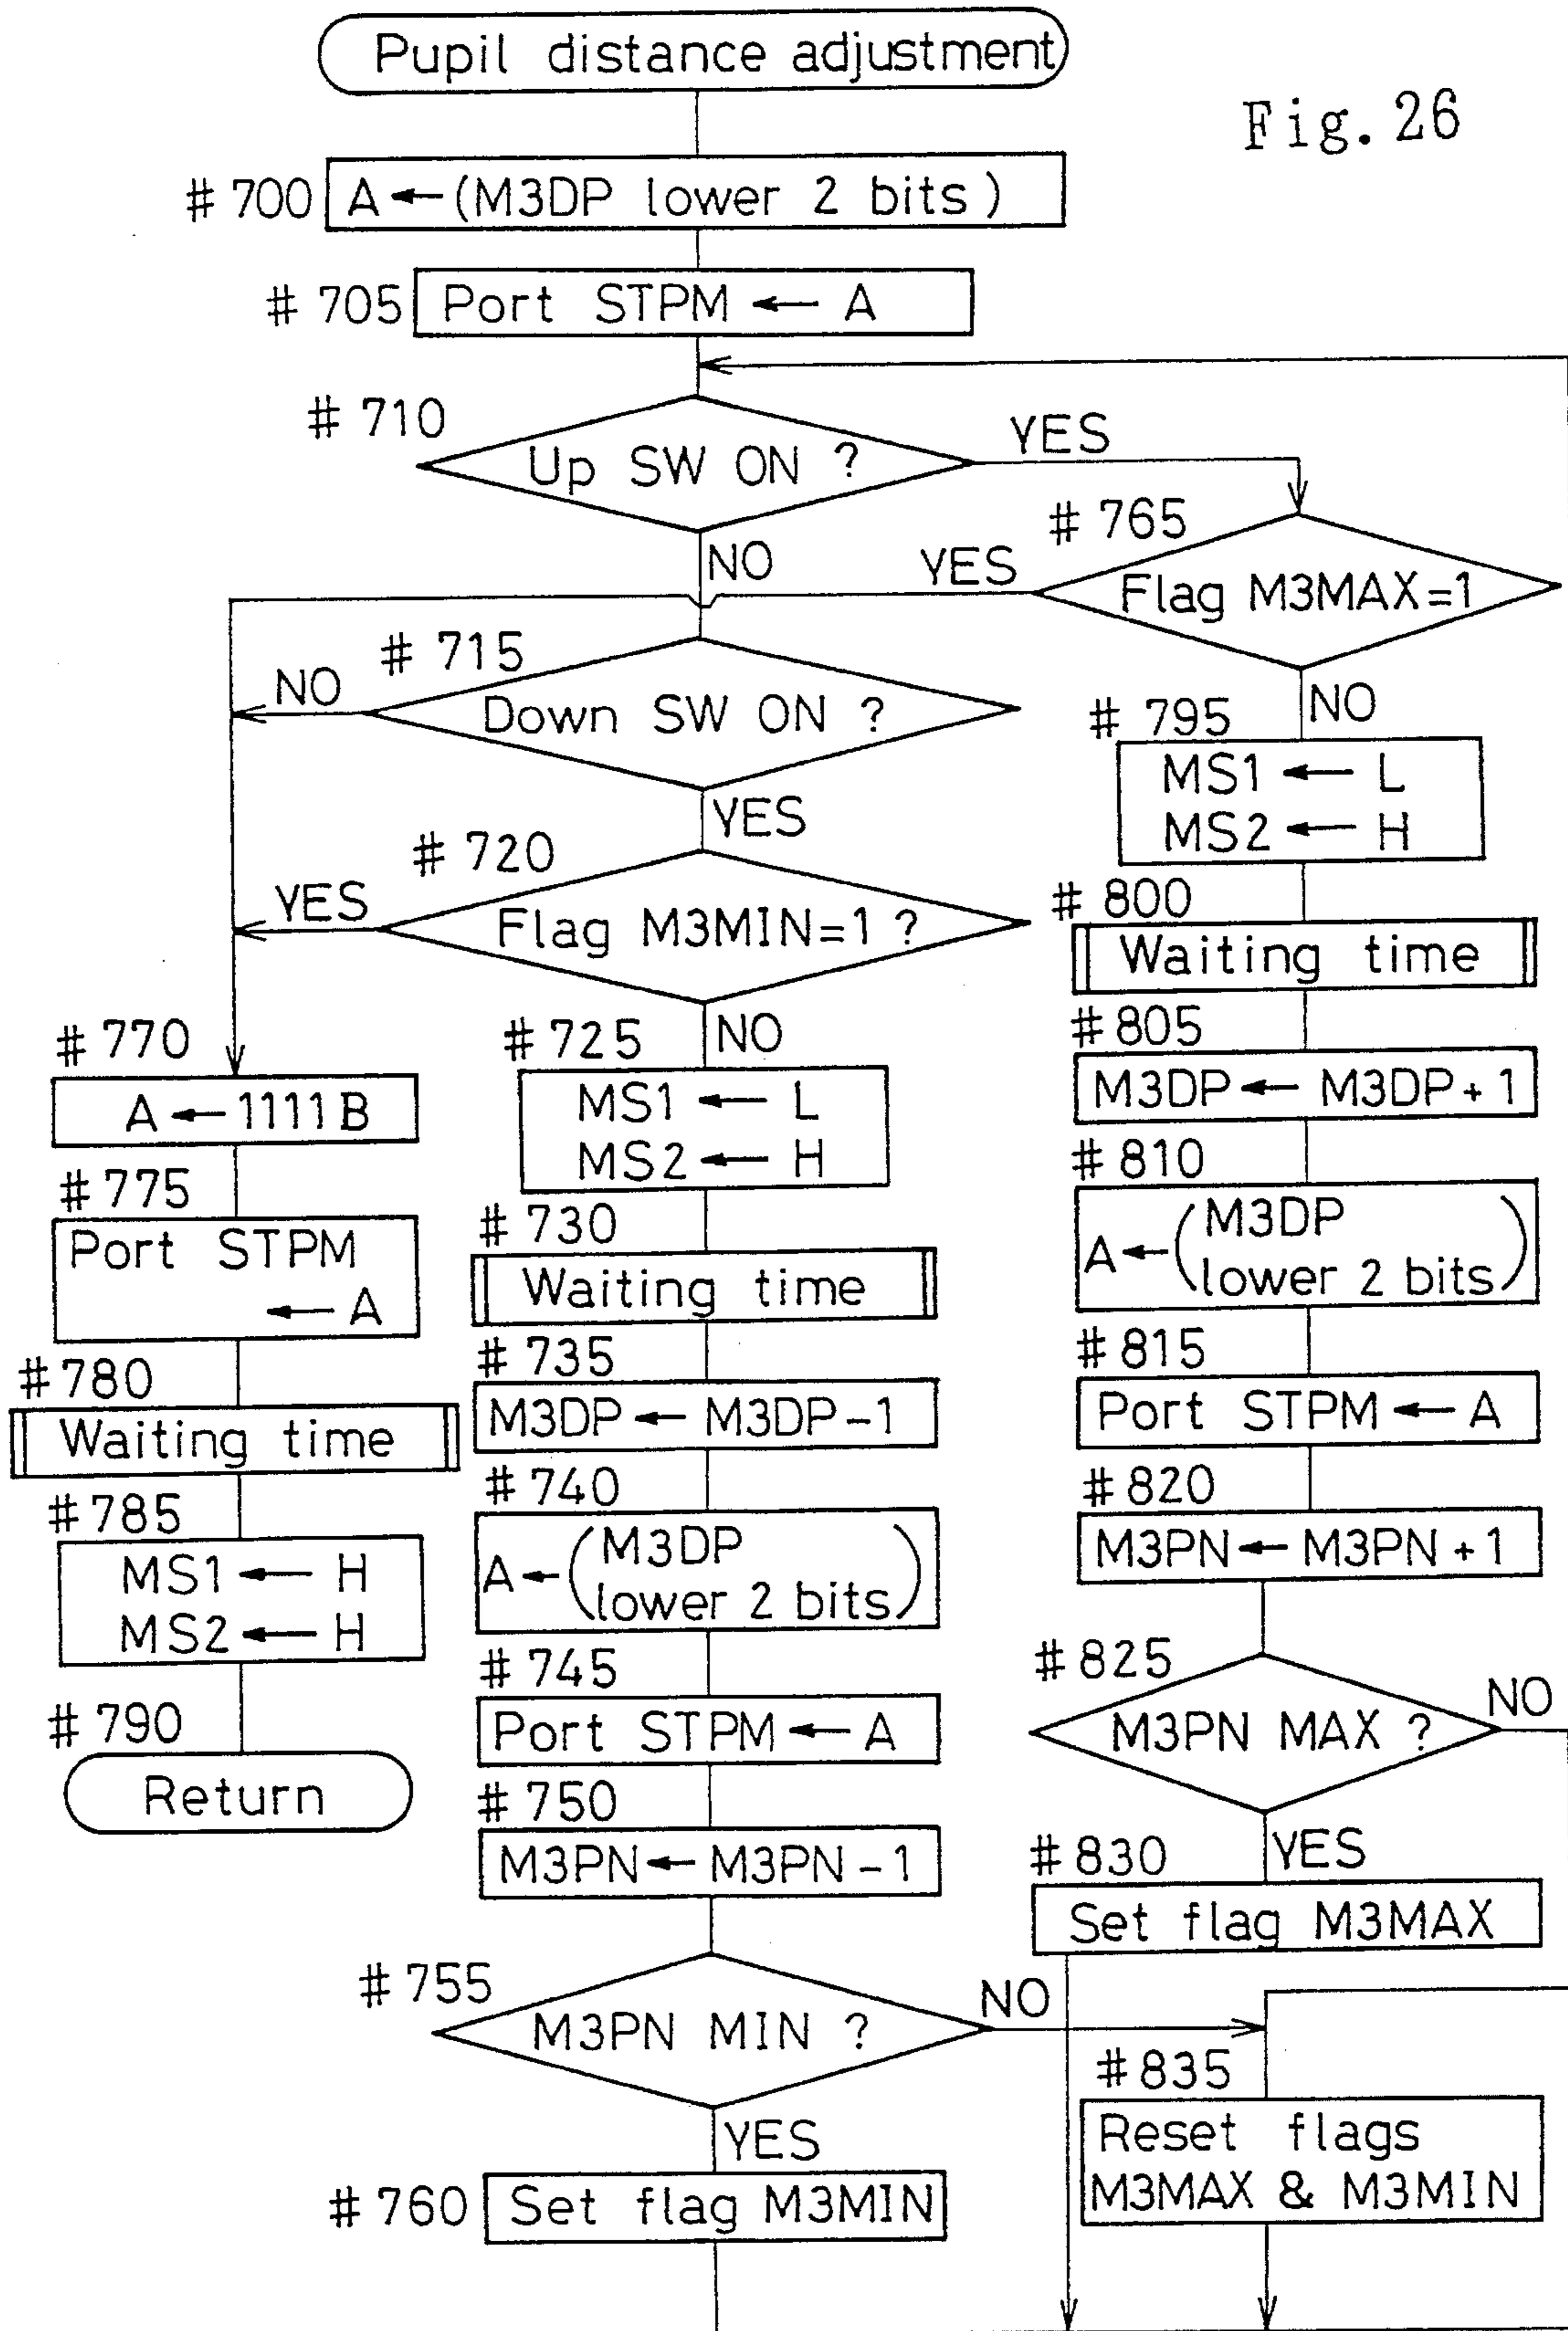 Pupil distance adjustment
Fig. 26
# 700
A ← (M3DP lower 2 bits)
# 705
Port STPM ← A
# 710
Up SW ON ?
YES
NO
# 765
Flag M3MAX=1
YES
NO
# 715
Down SW ON ?
NO
YES
# 720
Flag M3MIN=1 ?
YES
NO
# 770
A ← 1111B
# 775
Port STPM
← A
# 780
Waiting time
# 785
MS1 ← H
MS2 ← H
# 790
Return
# 725
MS1 ← L
MS2 ← H
# 730
Waiting time
# 735
M3DP ← M3DP-1
# 740
A ← (M3DP
lower 2 bits)
# 745
Port STPM ← A
# 750
M3PN ← M3PN-1
# 755
M3PN MIN ?
NO
YES
# 760
Set flag M3MIN
# 795
MS1 ← L
MS2 ← H
# 800
Waiting time
# 805
M3DP ← M3DP+1
# 810
A ← (M3DP
lower 2 bits)
# 815
Port STPM ← A
# 820
M3PN ← M3PN+1
# 825
M3PN MAX ?
NO
YES
# 830
Set flag M3MAX
# 835
Reset flags
M3MAX & M3MIN